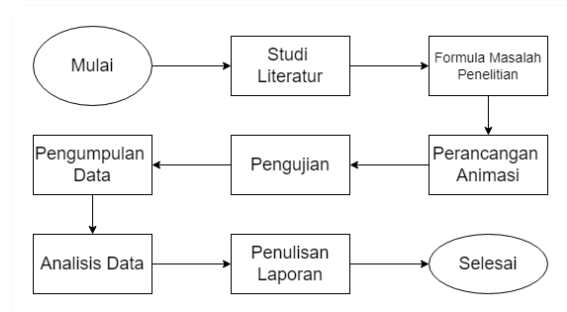 Mulai
Studi
Literatur
Formula Masalah
Penelitian
Perancangan
Animasi
Pengujian
Pengumpulan
Data
Analisis Data
Penulisan
Laporan
Selesai